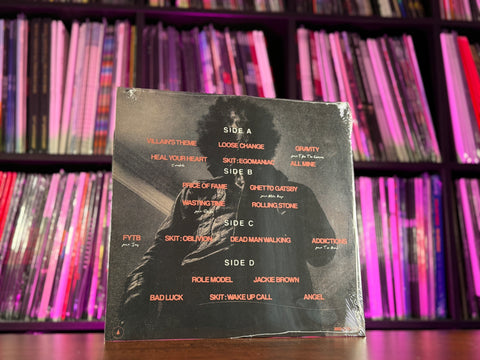 SIDE A
VILLAIN'S THEME LOOSE CHANGE GRAVITY
HEAL YOUR HEART SKIT : EGOMANIAC ALL MINE
SIDE B
PRICE OF FAME GHETTO GATSBY
WASTING TIME ROLLING STONE
SIDE C
FYTB SKIT : OBLIVION DEAD MAN WALKING ADDICTIONS
SIDE D
ROLE MODEL JACKIE BROWN
BAD LUCK SKIT : WAKE UP CALL ANGEL